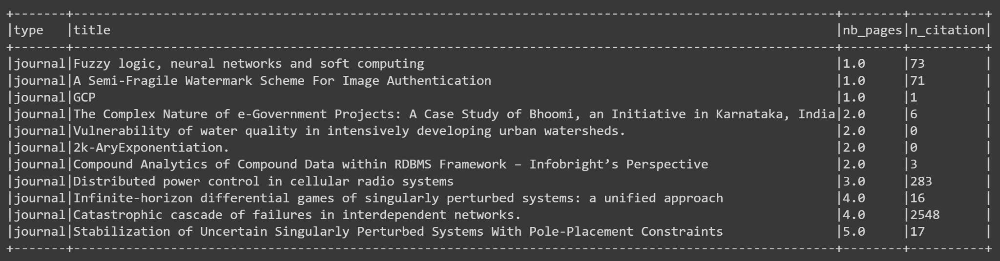 +-------+------------------------------------------------------------------------------------------------------+--------+----------+
|type   |title                                                                                                 |nb_pages|n_citation|
+-------+------------------------------------------------------------------------------------------------------+--------+----------+
|journal|Fuzzy logic, neural networks and soft computing                                                       |1.0     |73        |
|journal|A Semi-Fragile Watermark Scheme For Image Authentication                                              |1.0     |71        |
|journal|GCP                                                                                                   |1.0     |1         |
|journal|The Complex Nature of e-Government Projects: A Case Study of Bhoomi, an Initiative in Karnataka, India|2.0     |6         |
|journal|Vulnerability of water quality in intensively developing urban watersheds.                            |2.0     |0         |
|journal|2k-AryExponentiation.                                                                                 |2.0     |0         |
|journal|Compound Analytics of Compound Data within RDBMS Framework – Infobright’s Perspective                 |2.0     |3         |
|journal|Distributed power control in cellular radio systems                                                   |3.0     |283       |
|journal|Infinite-horizon differential games of singularly perturbed systems: a unified approach               |4.0     |16        |
|journal|Catastrophic cascade of failures in interdependent networks.                                          |4.0     |2548      |
|journal|Stabilization of Uncertain Singularly Perturbed Systems With Pole-Placement Constraints               |5.0     |17        |
+-------+------------------------------------------------------------------------------------------------------+--------+----------+